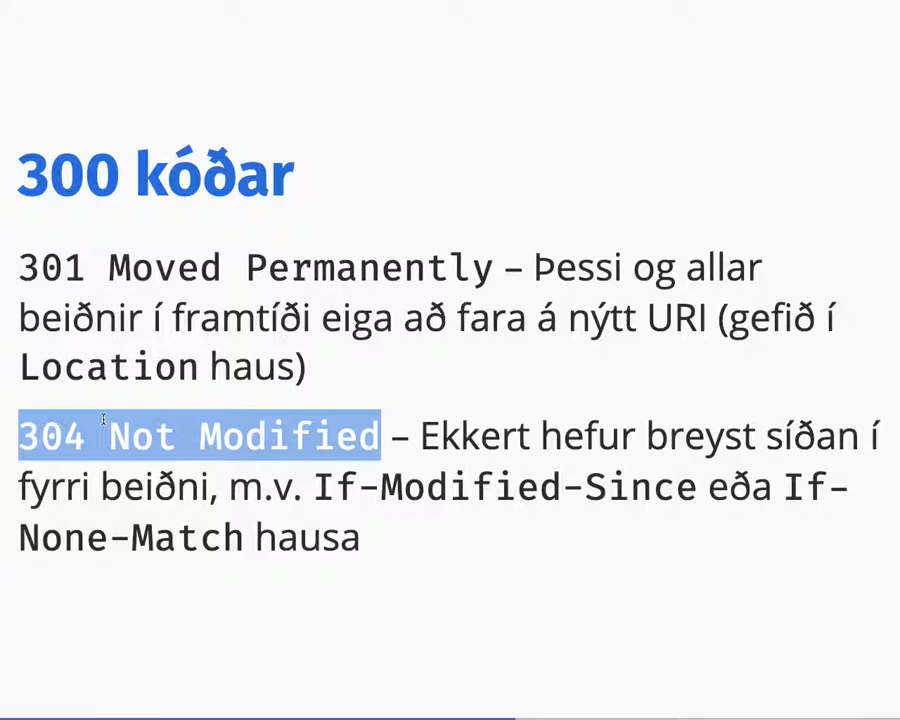 300 kóðar
301 Moved Permanently – Þessi og allar
beiðnir í framtíði eiga að fara á nýtt URI (gefið í
Location haus)
304 Not Modified – Ekkert hefur breyst síðan í
fyrri beiðni, m.v. If-Modified-Since eða If-
None-Match hausa